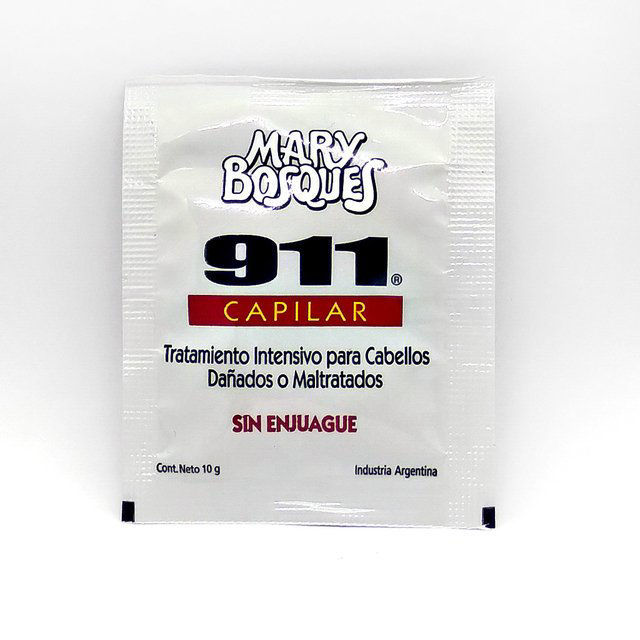 MARY
BOSQUES
911®
CAPILAR
Tratamiento Intensivo para Cabellos
Dañados o Maltratados
SIN ENJUAGUE
Cont. Neto 10 g
Industria Argentina